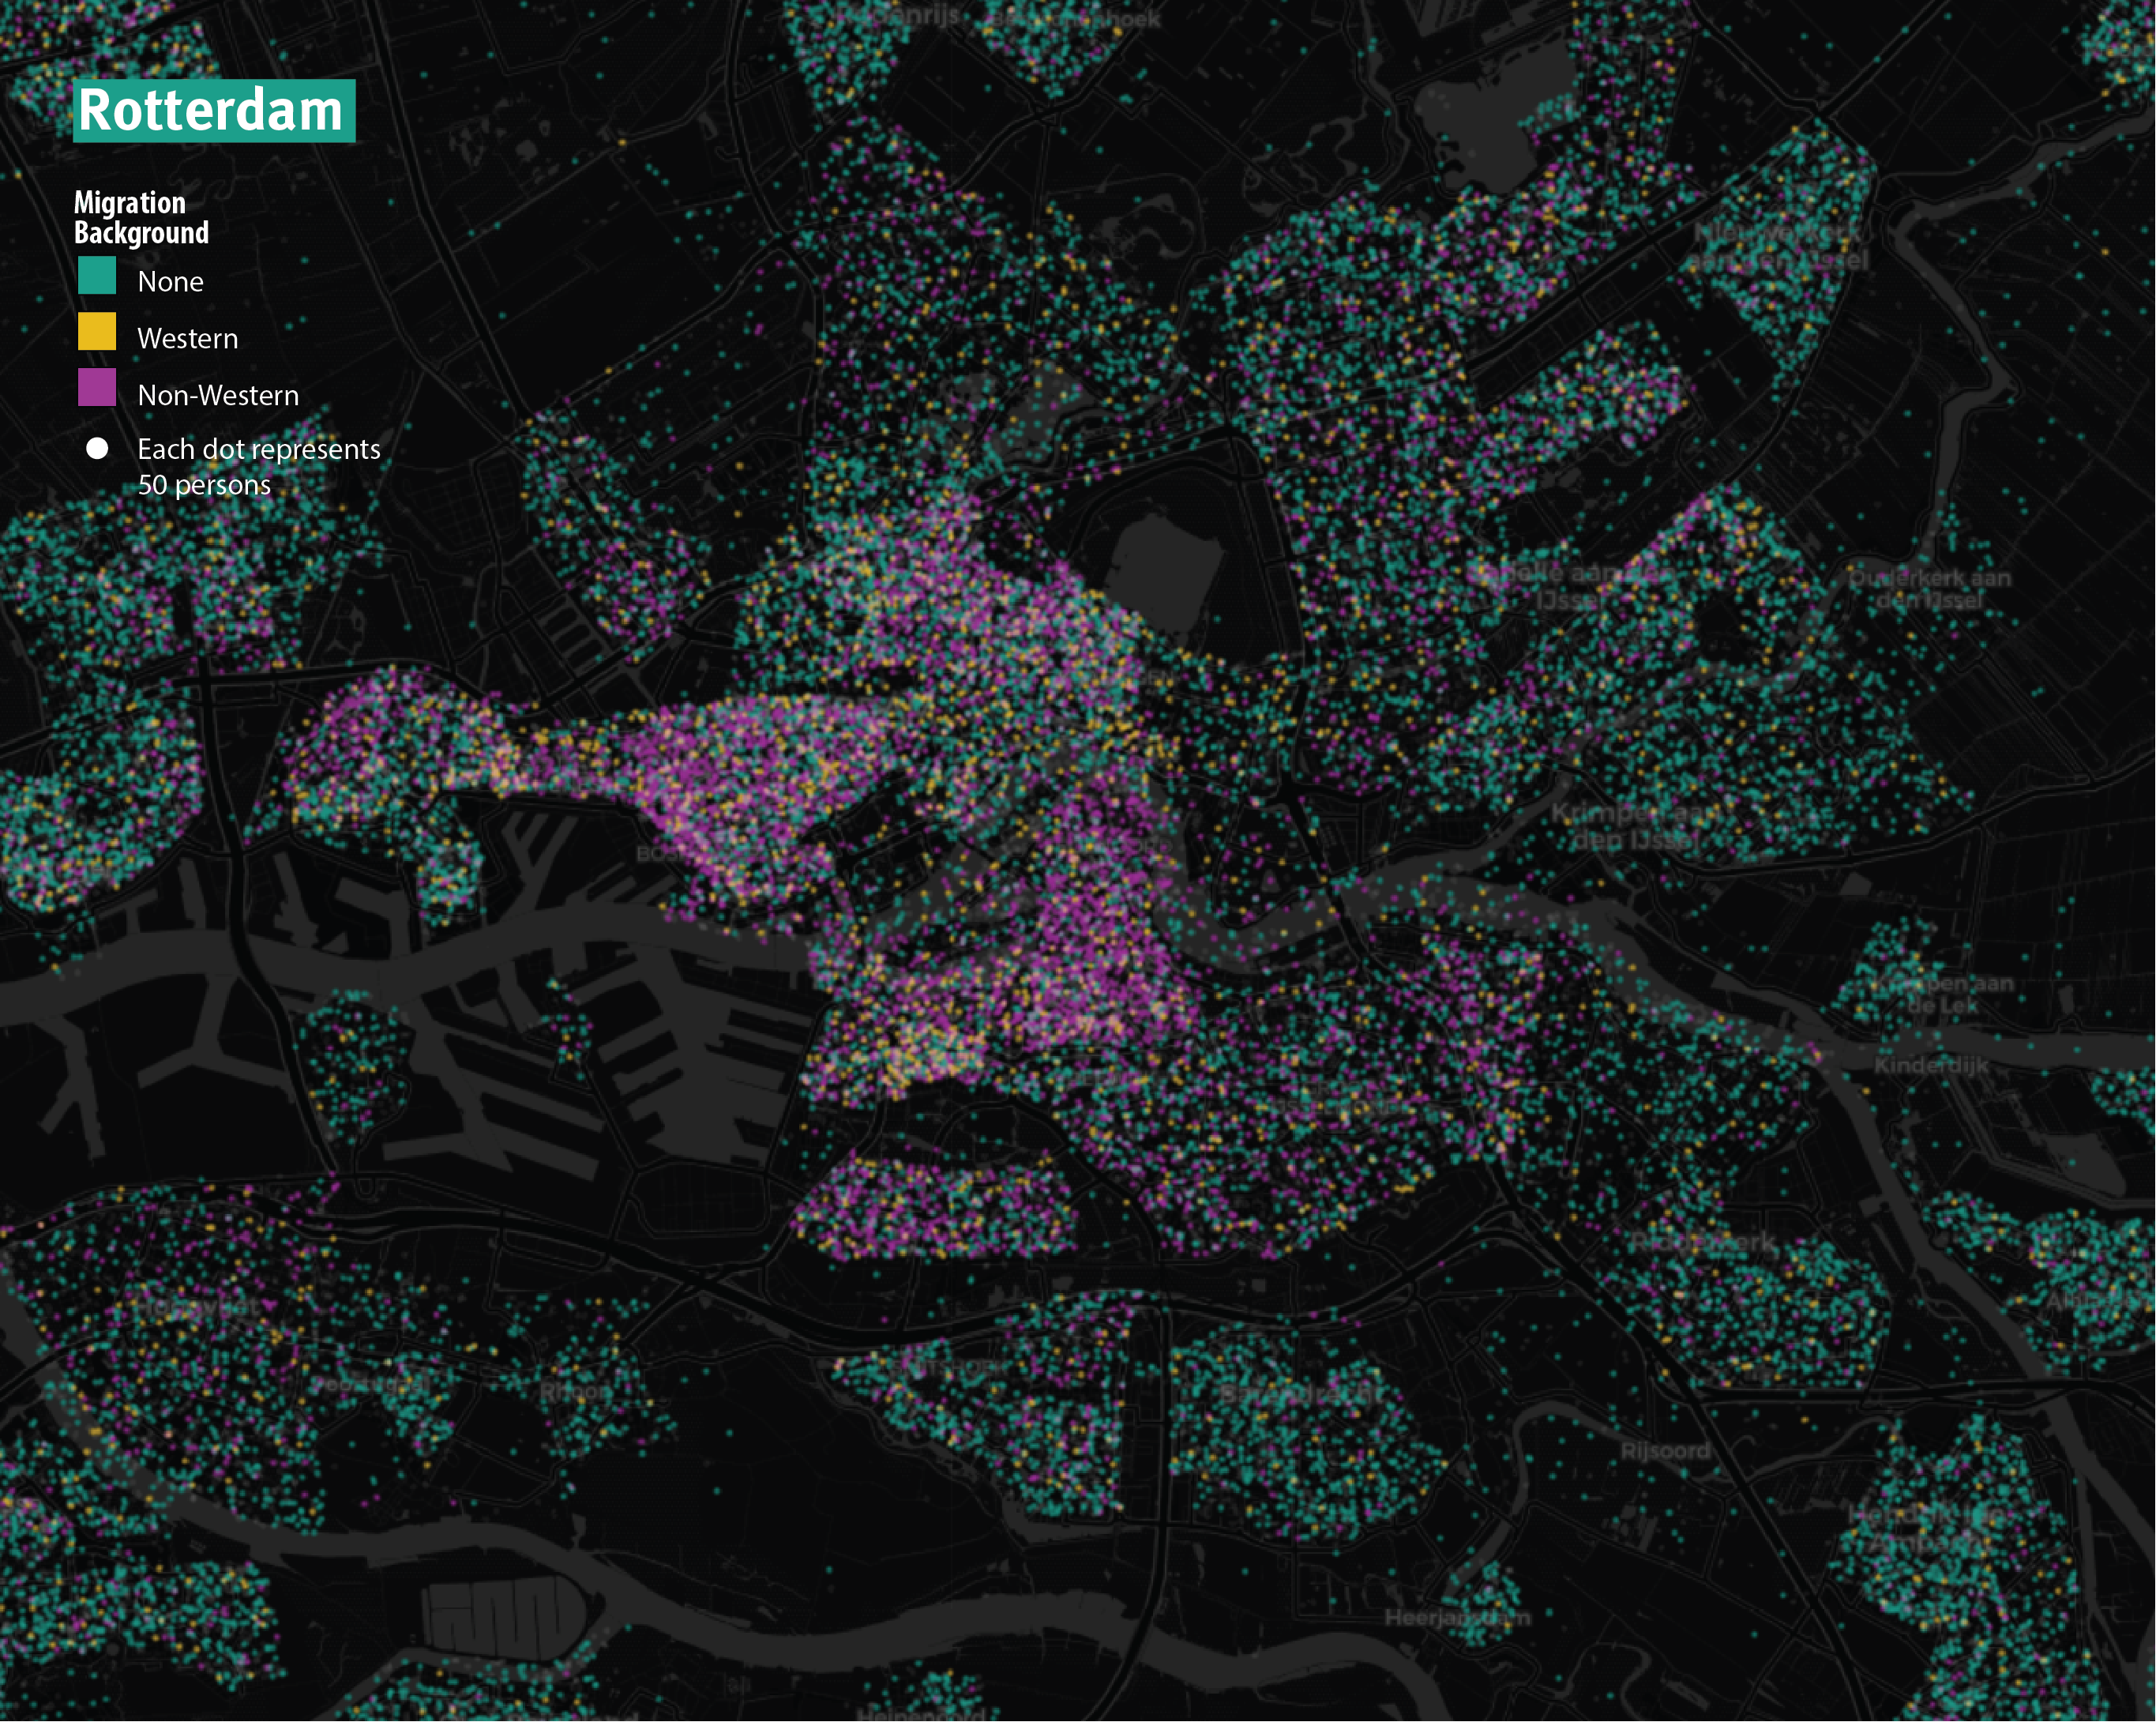 Rotterdam
Migration
Background
None
Western
Non-Western
Each dot represents
50 persons
Nieuwerkerk
aan den IJssel
Capelle aan den
IJssel
Ouderkerk aan
den IJssel
Krimpen aan
den IJssel
Krimpen aan
de Lek
Kinderdijk
Ridderkerk
Hoogvliet
Poortugaal
Rhoon
Barendrecht
Rijsoord
Hendrik-Ido-
Ambacht
Heerjansdam
Heinenoord